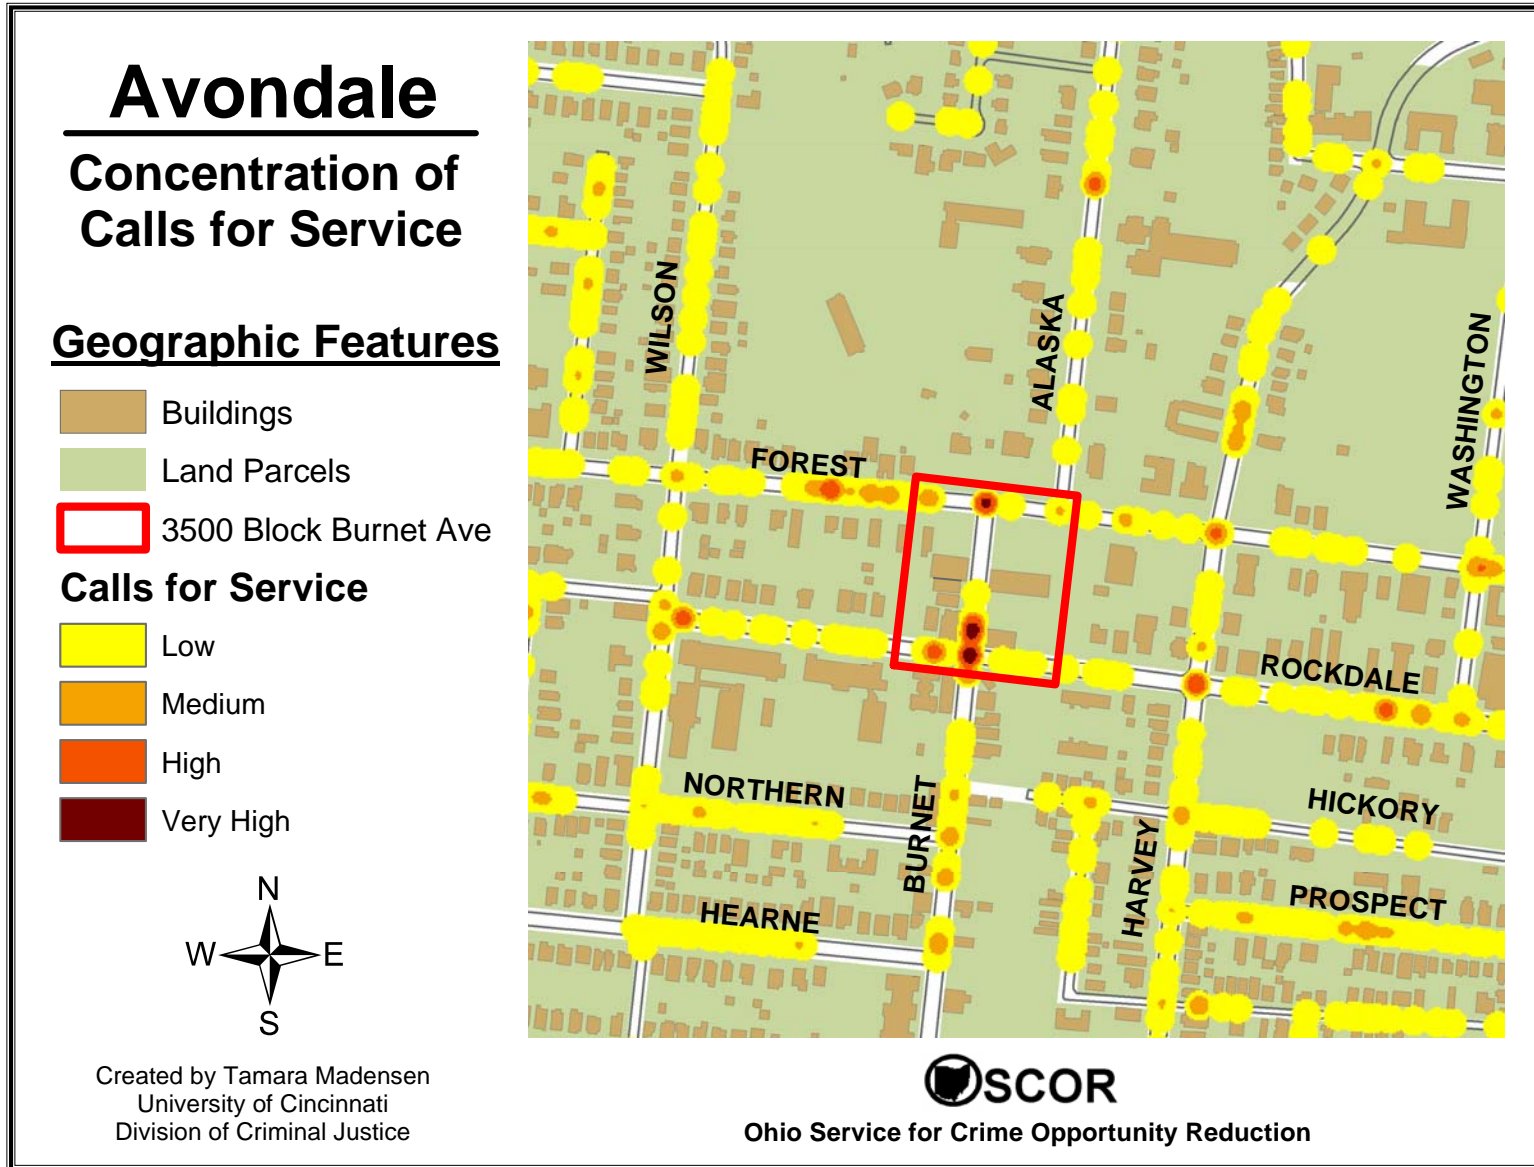 Avondale
Concentration of
Calls for Service
Geographic Features
Buildings
Land Parcels
3500 Block Burnet Ave
Calls for Service
Low
Medium
High
Very High
N
W
E
S
Created by Tamara Madensen
University of Cincinnati
Division of Criminal Justice
WILSON
ALASKA
WASHINGTON
FOREST
ROCKDALE
NORTHERN
BURNET
HICKORY
HARVEY
PROSPECT
HEARNE
OSCOR
Ohio Service for Crime Opportunity Reduction